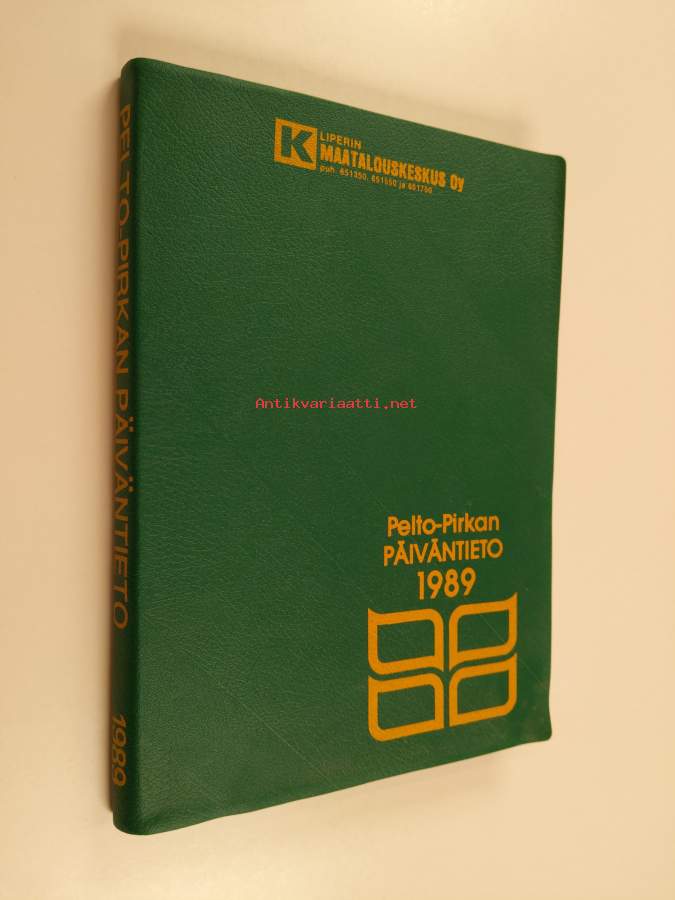 K
LIPERIN
MAATALOUSKESKUS Oy
puh. 651350, 651550 ja 651750
Antikvariaatti.net
Pelto-Pirkan
PÄIVÄNTIETO
1989
PELTO-PIRKAN PÄIVÄNTIETO 1989